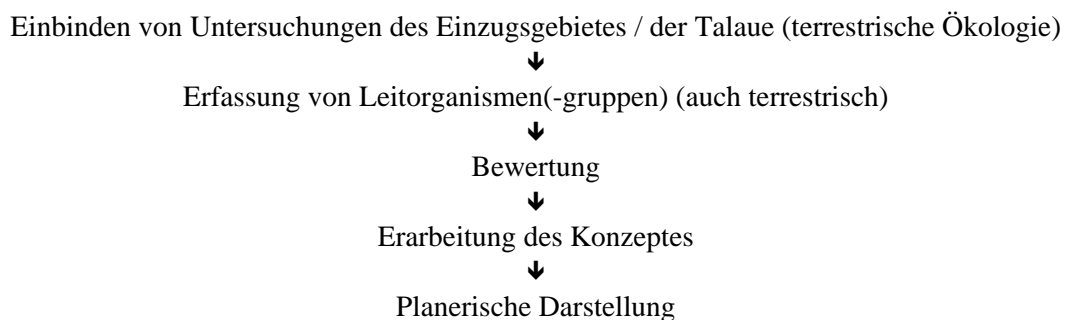 Einbinden von Untersuchungen des Einzugsgebietes / der Talaue (terrestrische Ökologie)
Erfassung von Leitorganismen(-gruppen) (auch terrestrisch)
Bewertung
Erarbeitung des Konzeptes
Planerische Darstellung